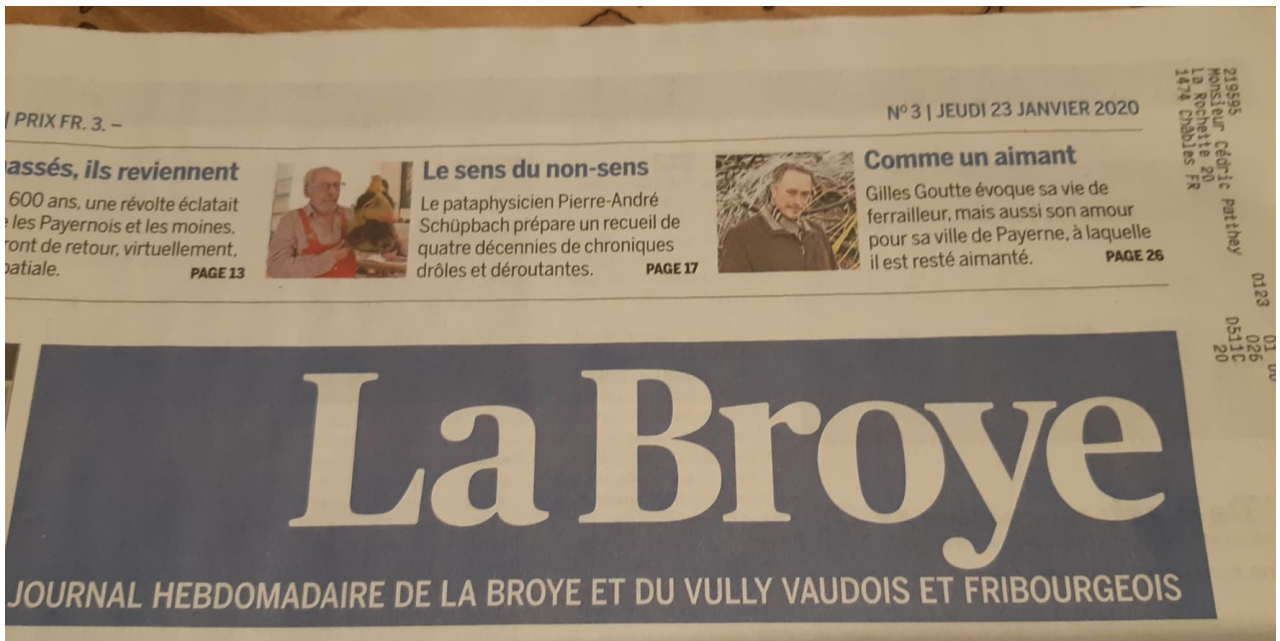 | PRIX FR. 3. –
N° 3 | JEUDI 23 JANVIER 2020
assés, ils reviennent
600 ans, une révolte éclatait
les Payernois et les moines.
ront de retour, virtuellement,
batiale.
PAGE 13
Le sens du non-sens
Le pataphysicien Pierre-André
Schüpbach prépare un recueil de
quatre décennies de chroniques
drôles et déroutantes.
PAGE 17
Comme un aimant
Gilles Goutte évoque sa vie de
ferrailleur, mais aussi son amour
pour sa ville de Payerne, à laquelle
il est resté aimanté.
PAGE 26
219595
Monsieur Cédric Patthey
La Rochette 20
1474 Châbles FR
0123
D511C
026
20
01
La Broye
JOURNAL HEBDOMADAIRE DE LA BROYE ET DU VULLY VAUDOIS ET FRIBOURGEOIS